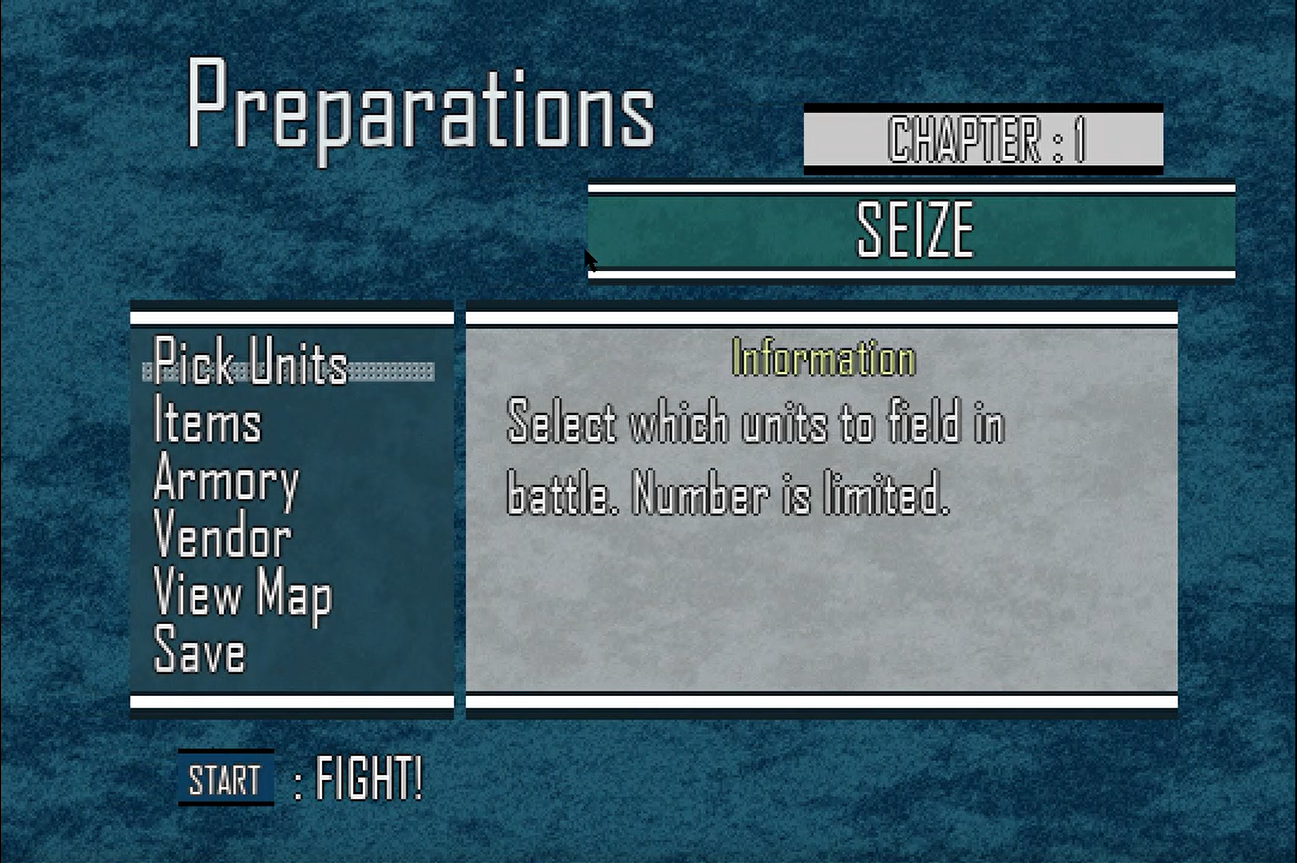 Preparations
CHAPTER : 1
SEIZE
Pick Units
Items
Armory
Vendor
View Map
Save
Information
Select which units to field in
battle. Number is limited.
START : FIGHT!